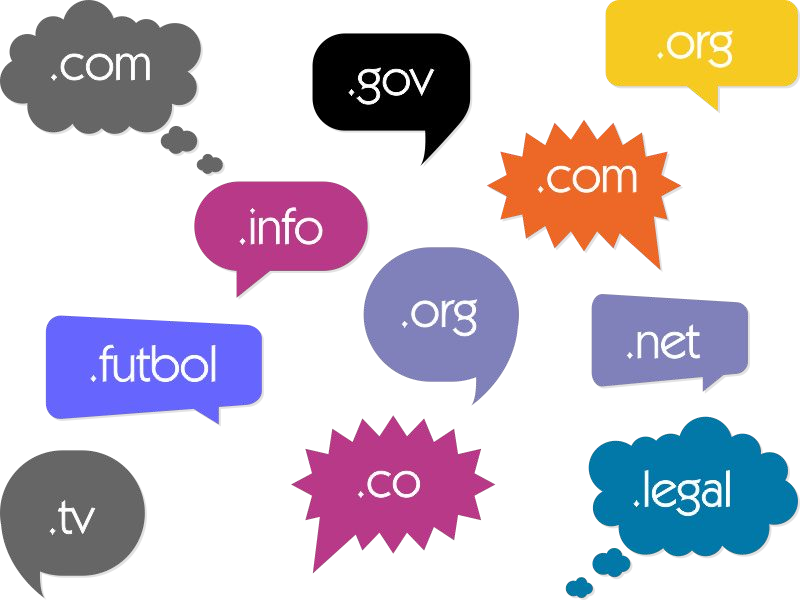 .com
.gov
.org
.com
.info
.org
.net
.futbol
.co
.legal
.tv